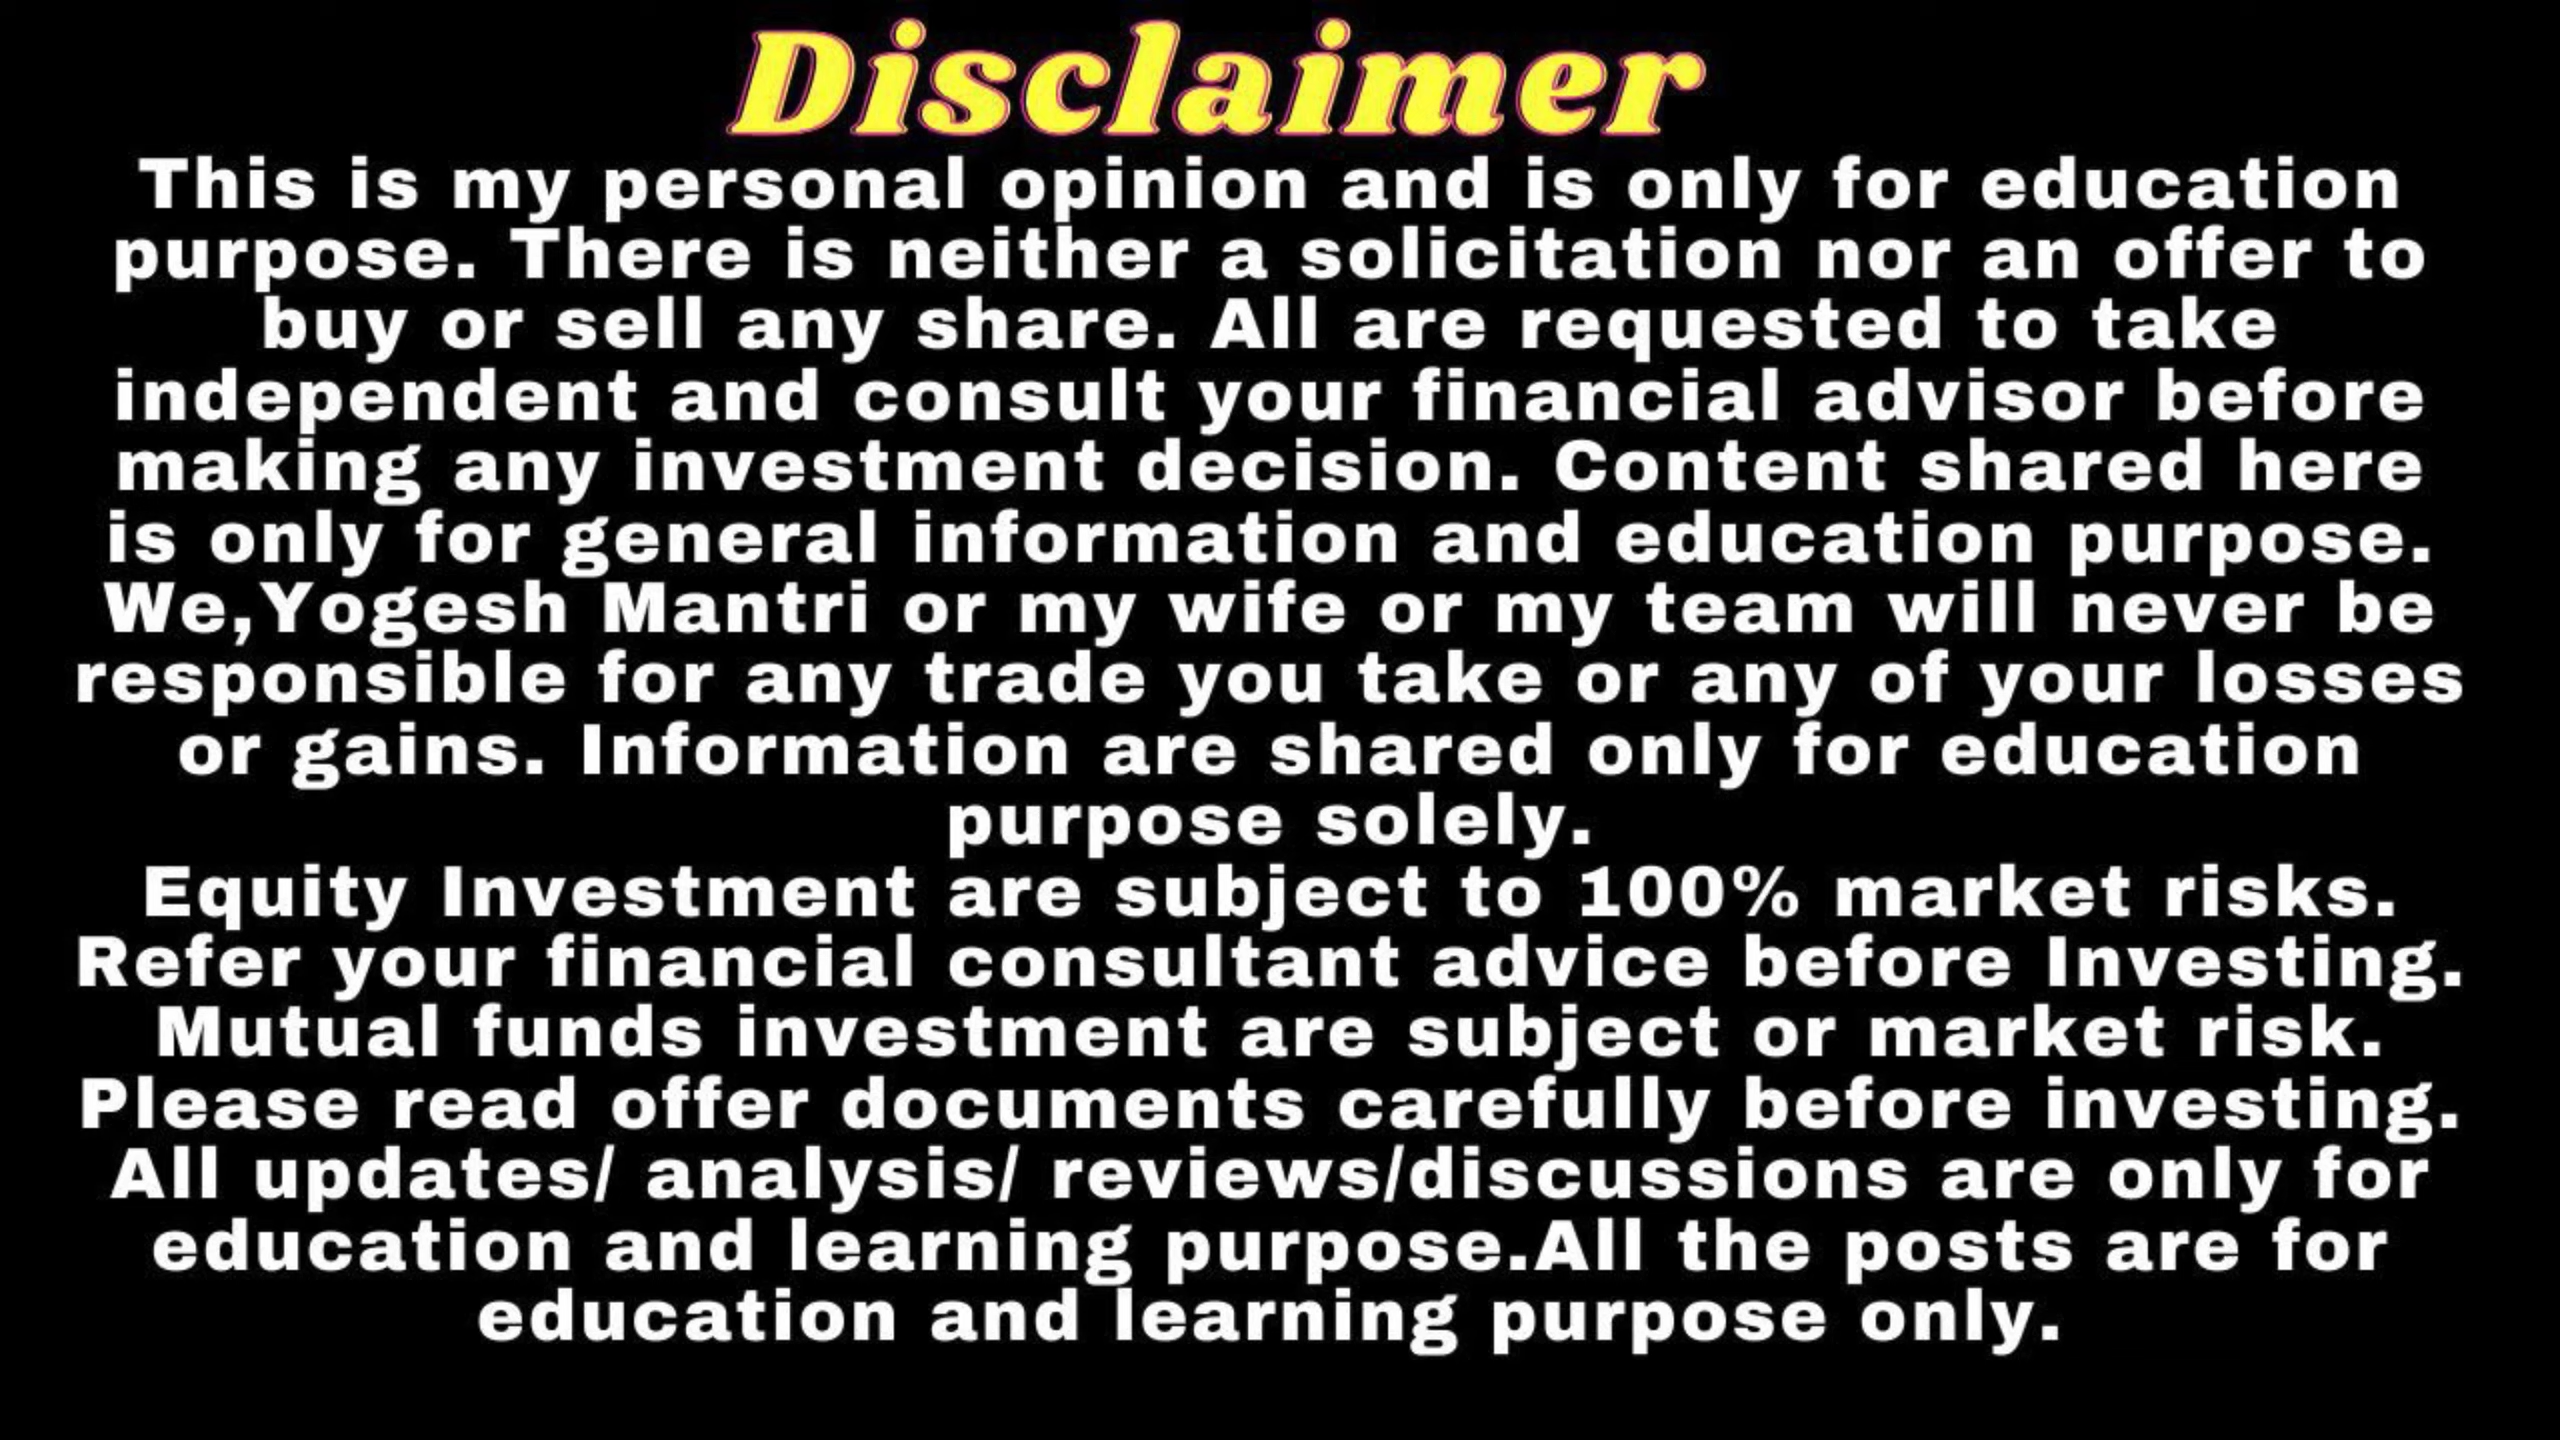 Disclaimer
This is my personal opinion and is only for education
purpose. There is neither a solicitation nor an offer to
buy or sell any share. All are requested to take
independent and consult your financial advisor before
making any investment decision. Content shared here
is only for general information and education purpose.
We,Yogesh Mantri or my wife or my team will never be
responsible for any trade you take or any of your losses
or gains. Information are shared only for education
purpose solely.
Equity Investment are subject to 100% market risks.
Refer your financial consultant advice before Investing.
Mutual funds investment are subject or market risk.
Please read offer documents carefully before investing.
All updates/ analysis/ reviews/discussions are only for
education and learning purpose.All the posts are for
education and learning purpose only.